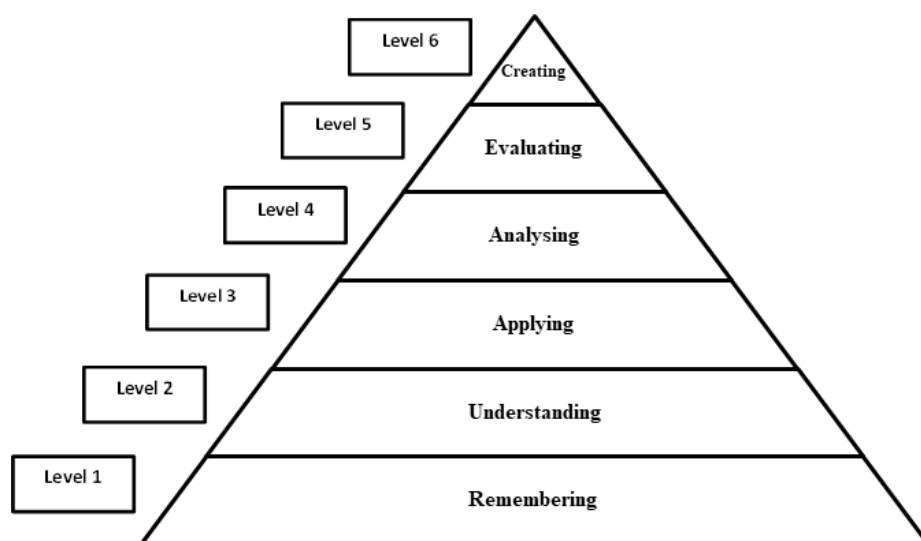 Level 6
Creating
Level 5
Evaluating
Level 4
Analysing
Level 3
Applying
Level 2
Understanding
Level 1
Remembering